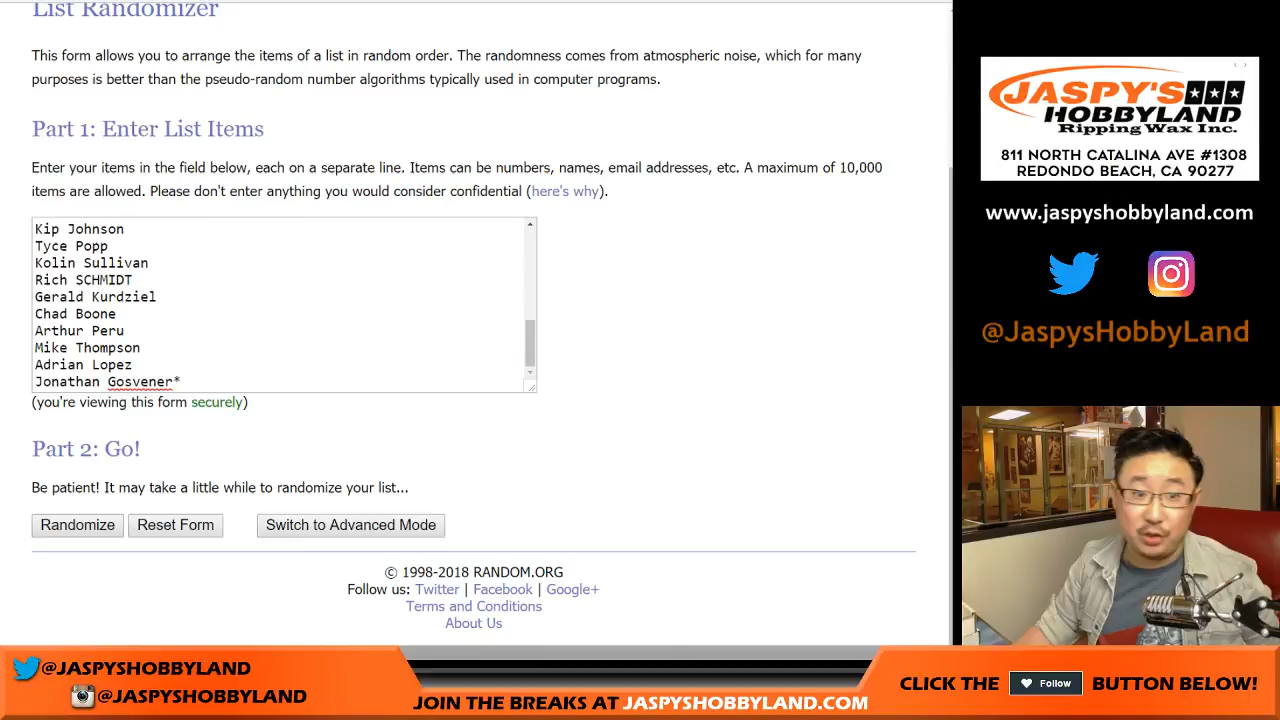 List Randomizer
This form allows you to arrange the items of a list in random order. The randomness comes from atmospheric noise, which for many
purposes is better than the pseudo-random number algorithms typically used in computer programs.
Part 1: Enter List Items
Enter your items in the field below, each on a separate line. Items can be numbers, names, email addresses, etc. A maximum of 10,000
items are allowed. Please don't enter anything you would consider confidential (here's why).
Kip Johnson
Tyce Popp
Kolin Sullivan
Rich SCHMIDT
Gerald Kurdziel
Chad Boone
Arthur Peru
Mike Thompson
Adrian Lopez
Jonathan Gosvener*
(you're viewing this form securely)
Part 2: Go!
Be patient! It may take a little while to randomize your list...
Randomize Reset Form Switch to Advanced Mode
© 1998-2018 RANDOM.ORG
Follow us: Twitter | Facebook | Google+
Terms and Conditions
About Us
JASPY'S
HOBBYLAND
Ripping Wax Inc.
811 NORTH CATALINA AVE #1308
REDONDO BEACH, CA 90277
www.jaspyshobbyland.com
@JaspysHobbyLand
@JASPYSHOBBYLAND
@JASPYSHOBBYLAND
JOIN THE BREAKS AT JASPYSHOBBYLAND.COM
CLICK THE Follow BUTTON BELOW!